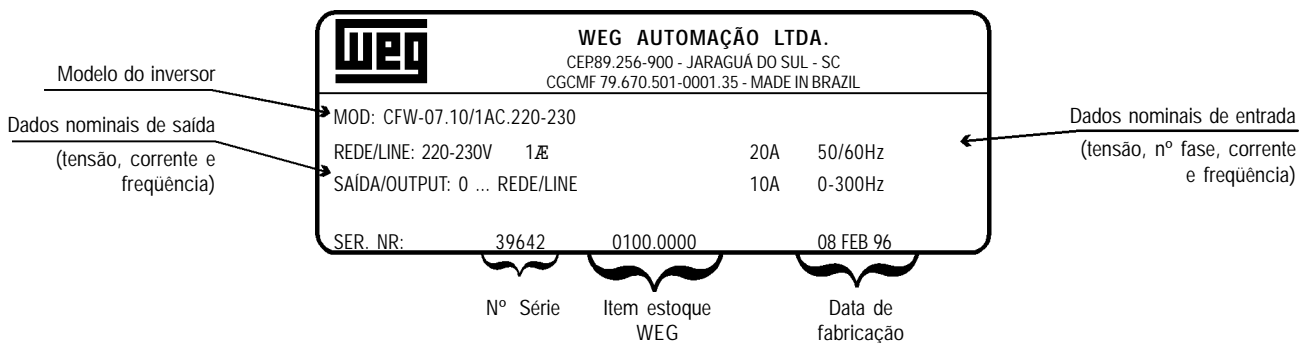 weg
WEG AUTOMAÇÃO LTDA.
CEP.89.256-900 - JARAGUÁ DO SUL - SC
CGCMF 79.670.501-0001.35 - MADE IN BRAZIL
Modelo do inversor
MOD: CFW-07.10/1AC.220-230
Dados nominais de saída
(tensão, corrente e
freqüência)
Dados nominais de entrada
(tensão, nº fase, corrente
e freqüência)
REDE/LINE: 220-230V 1Æ 20A 50/60Hz
SAÍDA/OUTPUT: 0 ... REDE/LINE 10A 0-300Hz
SER. NR: 39642 0100.0000 08 FEB 96
Nº Série
Item estoque
WEG
Data de
fabricação